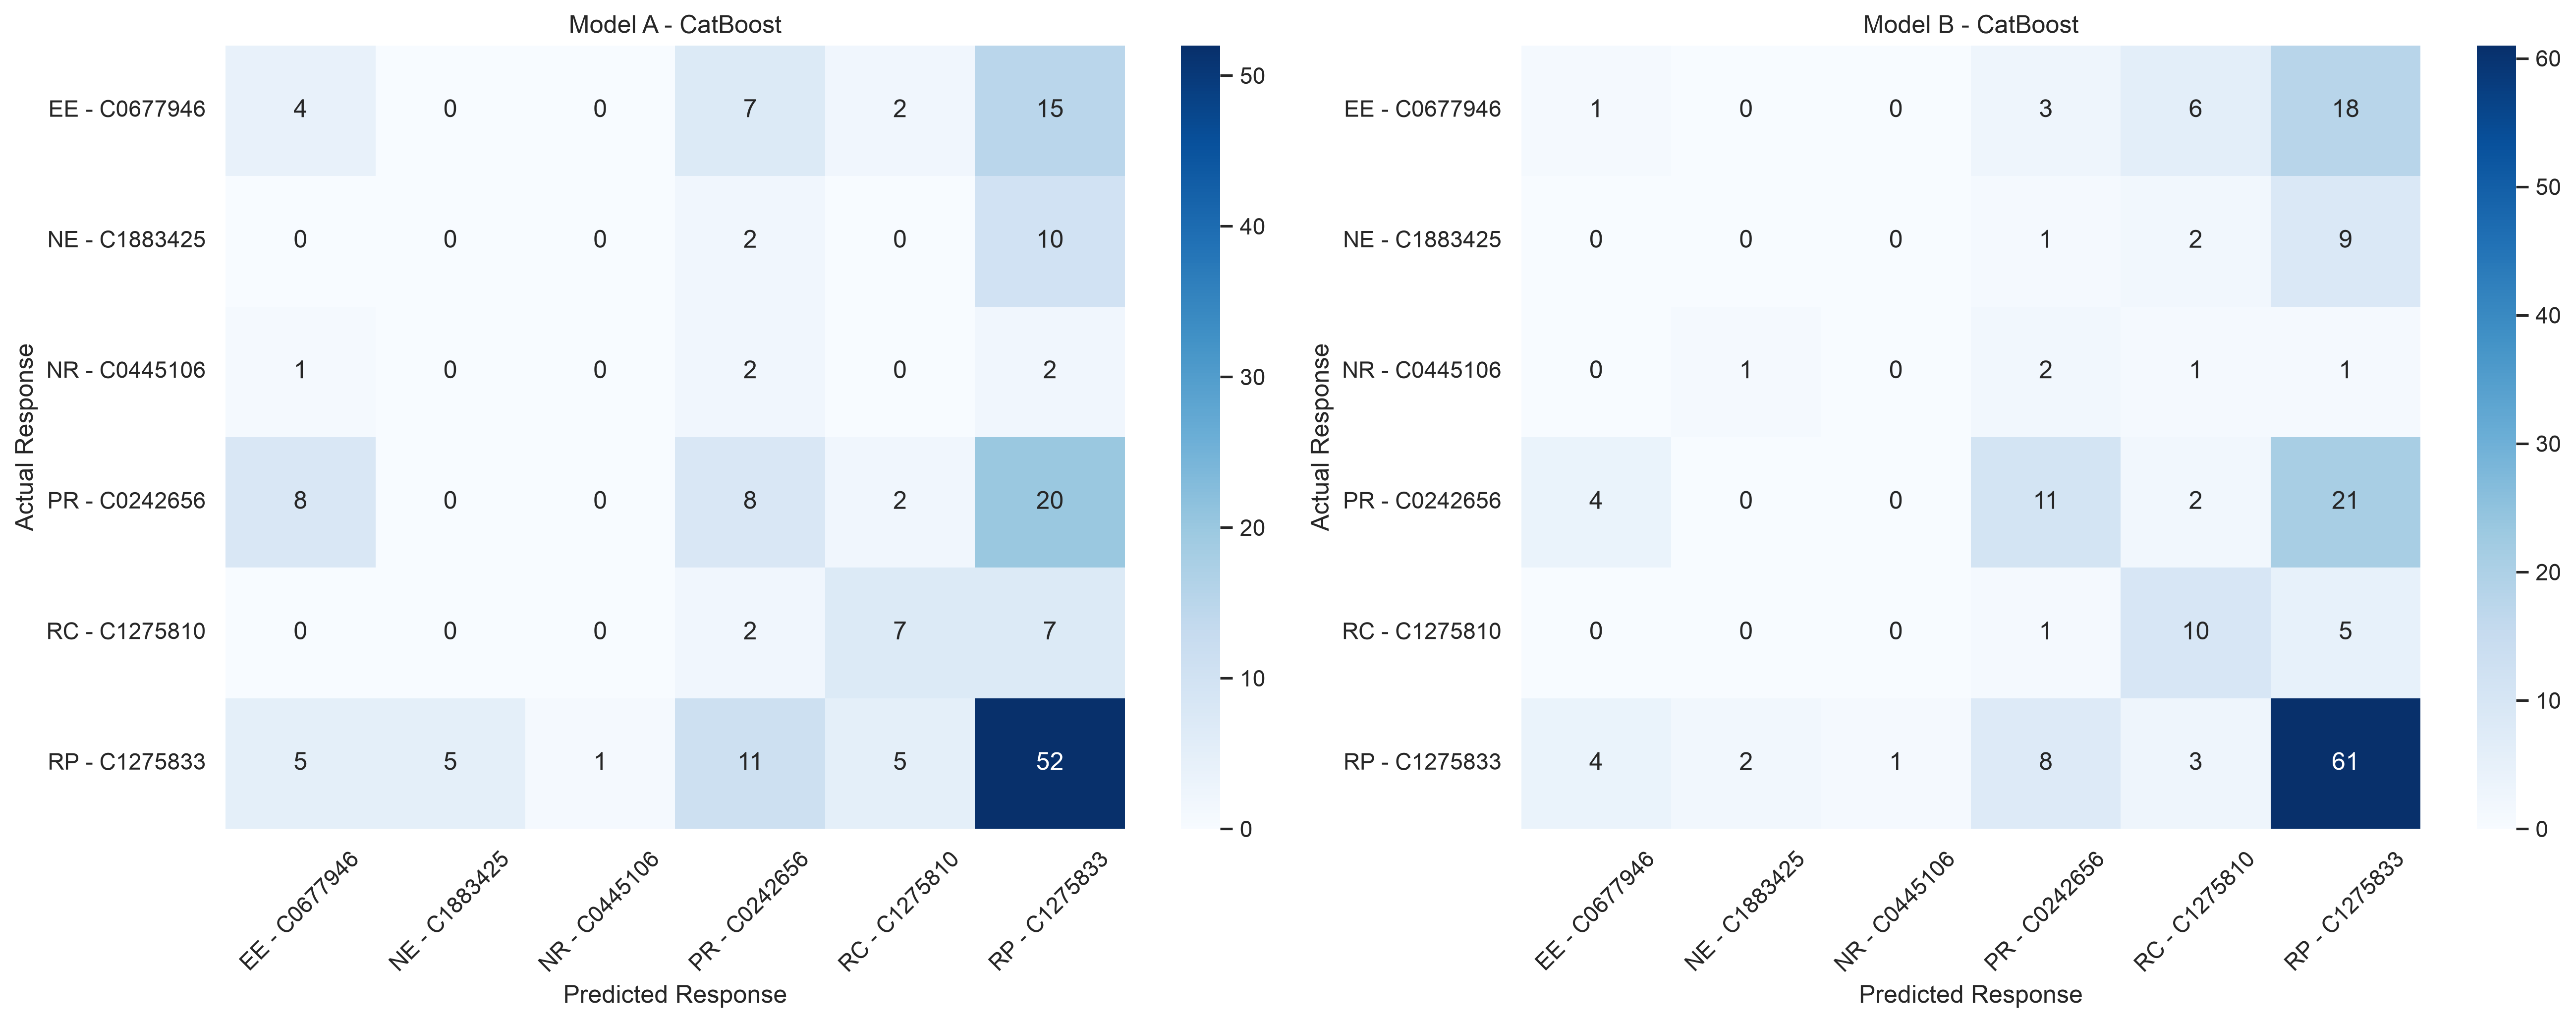 Model A - CatBoost
Actual Response
EE - C0677946 4 0 0 7 2 15
NE - C1883425 0 0 0 2 0 10
NR - C0445106 1 0 0 2 0 2
PR - C0242656 8 0 0 8 2 20
RC - C1275810 0 0 0 2 7 7
RP - C1275833 5 5 1 11 5 52
EE - C0677946 NE - C1883425 NR - C0445106 PR - C0242656 RC - C1275810 RP - C1275833
Predicted Response
50
40
30
20
10
0
Model B - CatBoost
Actual Response
EE - C0677946 1 0 0 3 6 18
NE - C1883425 0 0 0 1 2 9
NR - C0445106 0 1 0 2 1 1
PR - C0242656 4 0 0 11 2 21
RC - C1275810 0 0 0 1 10 5
RP - C1275833 4 2 1 8 3 61
EE - C0677946 NE - C1883425 NR - C0445106 PR - C0242656 RC - C1275810 RP - C1275833
Predicted Response
60
50
40
30
20
10
0